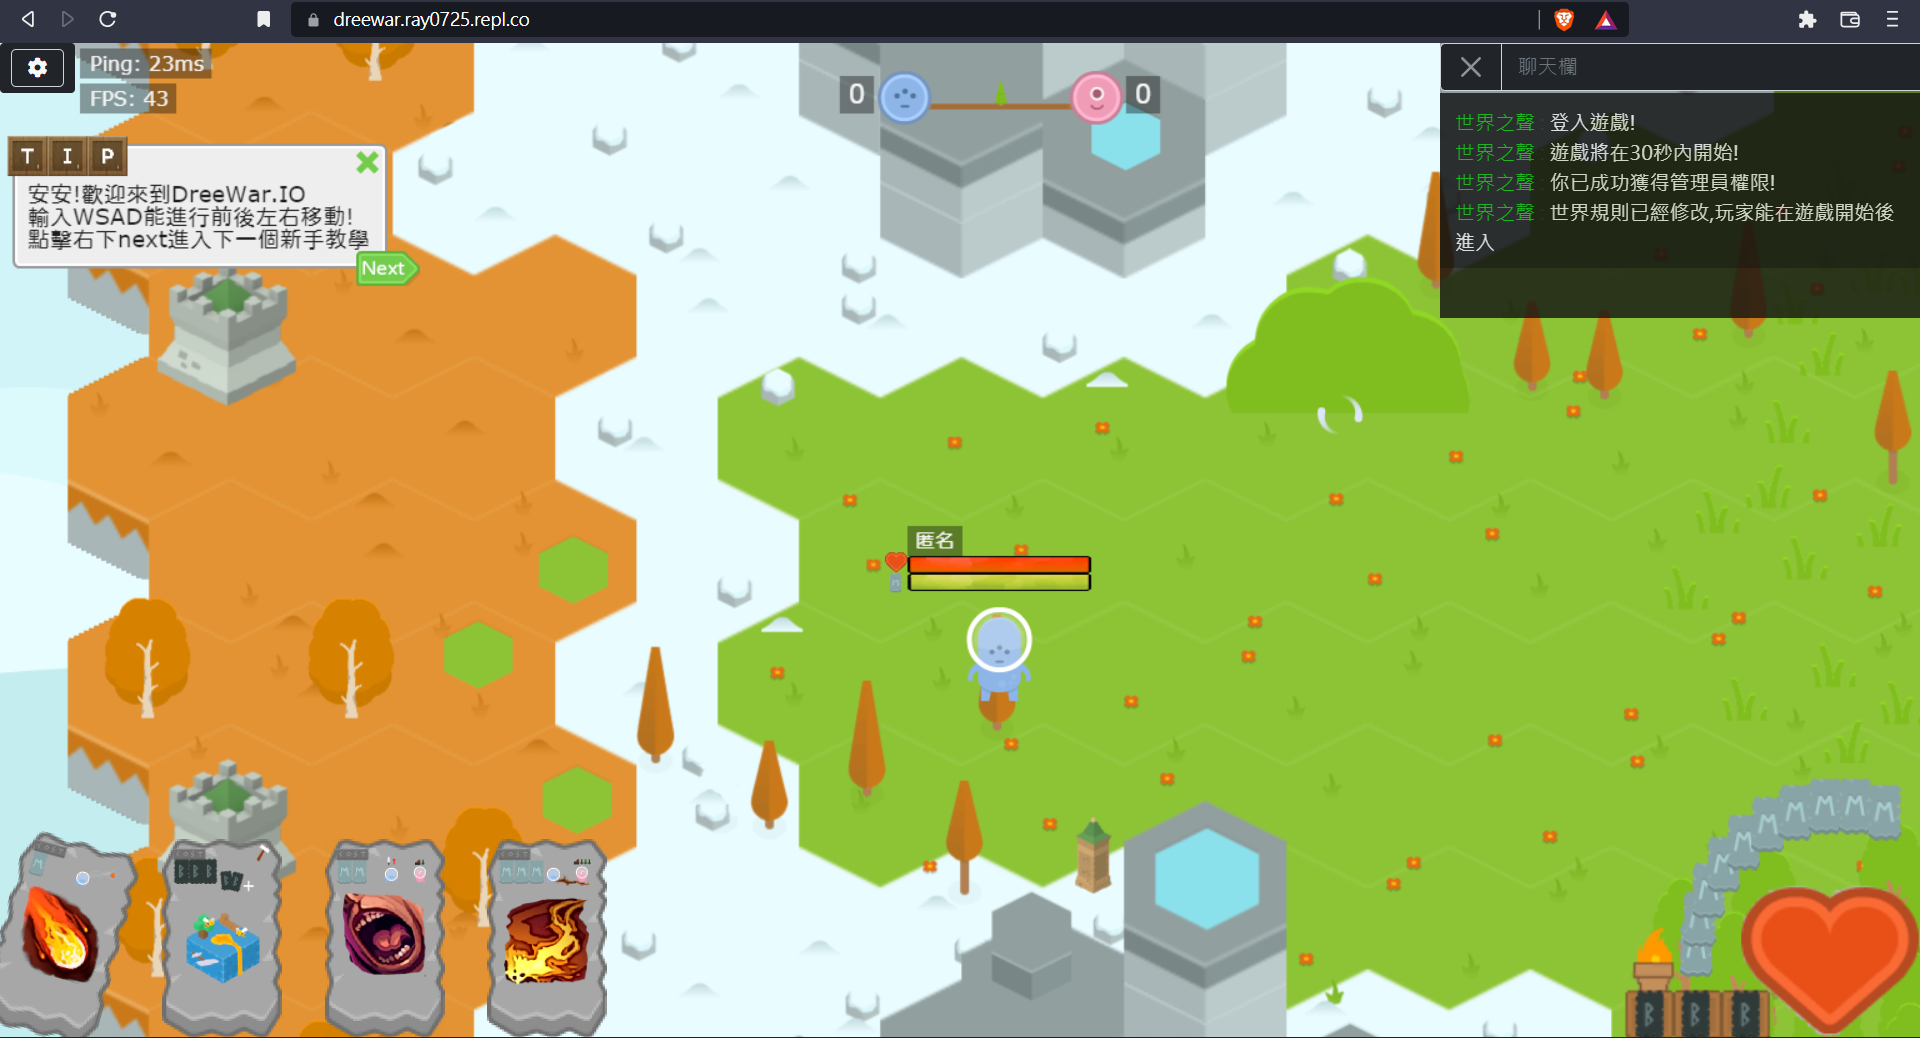 dreewar.ray0725.repl.co
Ping: 23ms
FPS: 43
0
0
聊天欄
世界之聲 登入遊戲!
世界之聲 遊戲將在30秒內開始!
世界之聲 你已成功獲得管理員權限!
世界之聲 世界規則已經修改,玩家能在遊戲開始後
進入
TIP
安安!歡迎來到DreeWar.IO
輸入WSAD能進行前後左右移動!
點擊右下next進入下一個新手教學
Next
匿名
COST
COST
COST
COST